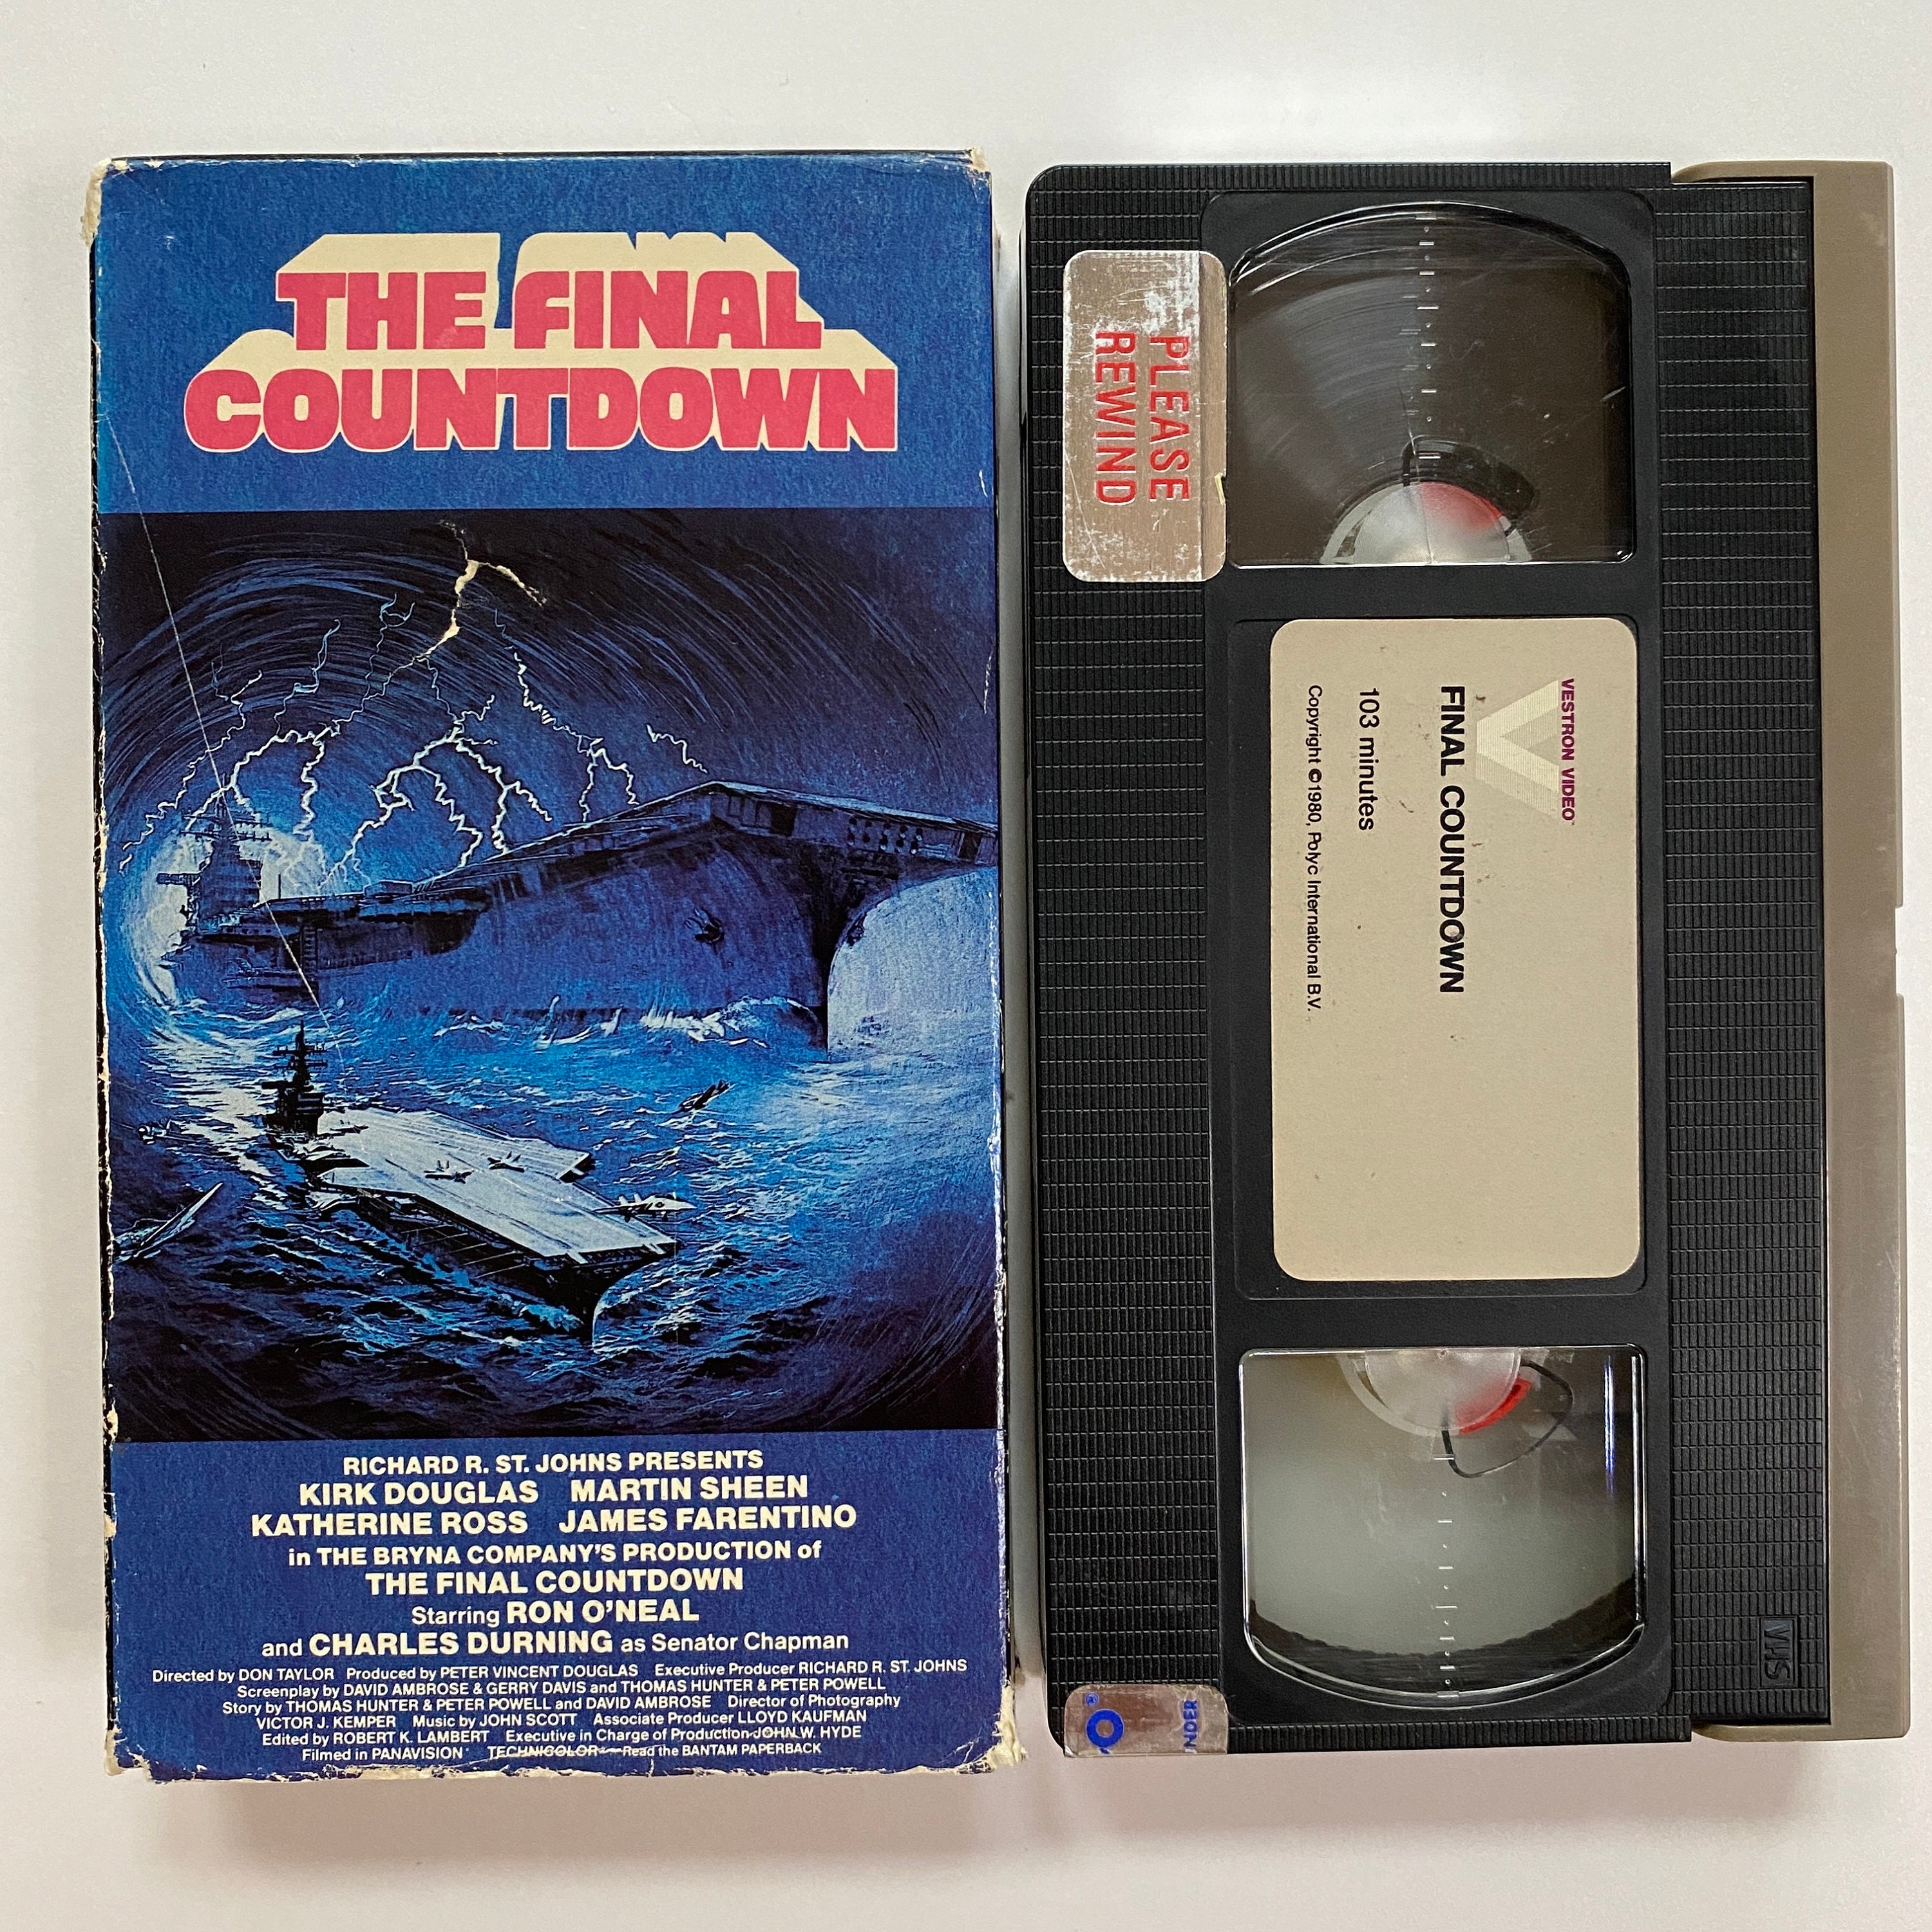 THE FINAL
COUNTDOWN
RICHARD R. ST. JOHNS PRESENTS
KIRK DOUGLAS MARTIN SHEEN
KATHERINE ROSS JAMES FARENTINO
in THE BRYNA COMPANY'S PRODUCTION of
THE FINAL COUNTDOWN
Starring RON O'NEAL
and CHARLES DURNING as Senator Chapman
Directed by DON TAYLOR Produced by PETER VINCENT DOUGLAS Executive Producer RICHARD R. ST. JOHNS
Screenplay by DAVID AMBROSE & GERRY DAVIS and THOMAS HUNTER & PETER POWELL
Story by THOMAS HUNTER & PETER POWELL and DAVID AMBROSE Director of Photography
VICTOR J. KEMPER Music by JOHN SCOTT Associate Producer LLOYD KAUFMAN
Edited by ROBERT K. LAMBERT Executive in Charge of Production JOHN W. HYDE
Filmed in PANAVISION® TECHNICOLOR® Read the BANTAM PAPERBACK
PLEASE
REWIND
VESTRON VIDEO™
FINAL COUNTDOWN
103 minutes
Copyright ©1980, Polyc International B.V.
VHS